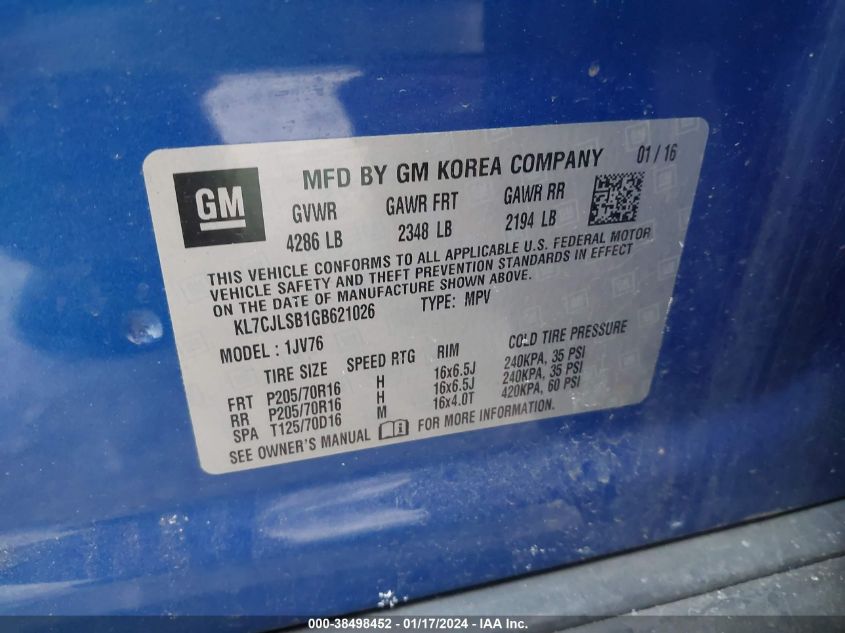 GM
MFD BY GM KOREA COMPANY 01 / 16
GVWR GAWR FRT GAWR RR
4286 LB 2348 LB 2194 LB
THIS VEHICLE CONFORMS TO ALL APPLICABLE U.S. FEDERAL MOTOR
VEHICLE SAFETY AND THEFT PREVENTION STANDARDS IN EFFECT
ON THE DATE OF MANUFACTURE SHOWN ABOVE.
KL7CJLSB1GB621026 TYPE: MPV
MODEL : 1JV76
TIRE SIZE SPEED RTG RIM COLD TIRE PRESSURE
FRT P205/70R16 H 16x6.5J 240KPA, 35 PSI
RR P205/70R16 H 16x6.5J 240KPA, 35 PSI
SPA T125/70D16 M 16x4.0T 420KPA, 60 PSI
SEE OWNER'S MANUAL FOR MORE INFORMATION.
000-38498452 - 01/17/2024 - IAA Inc.